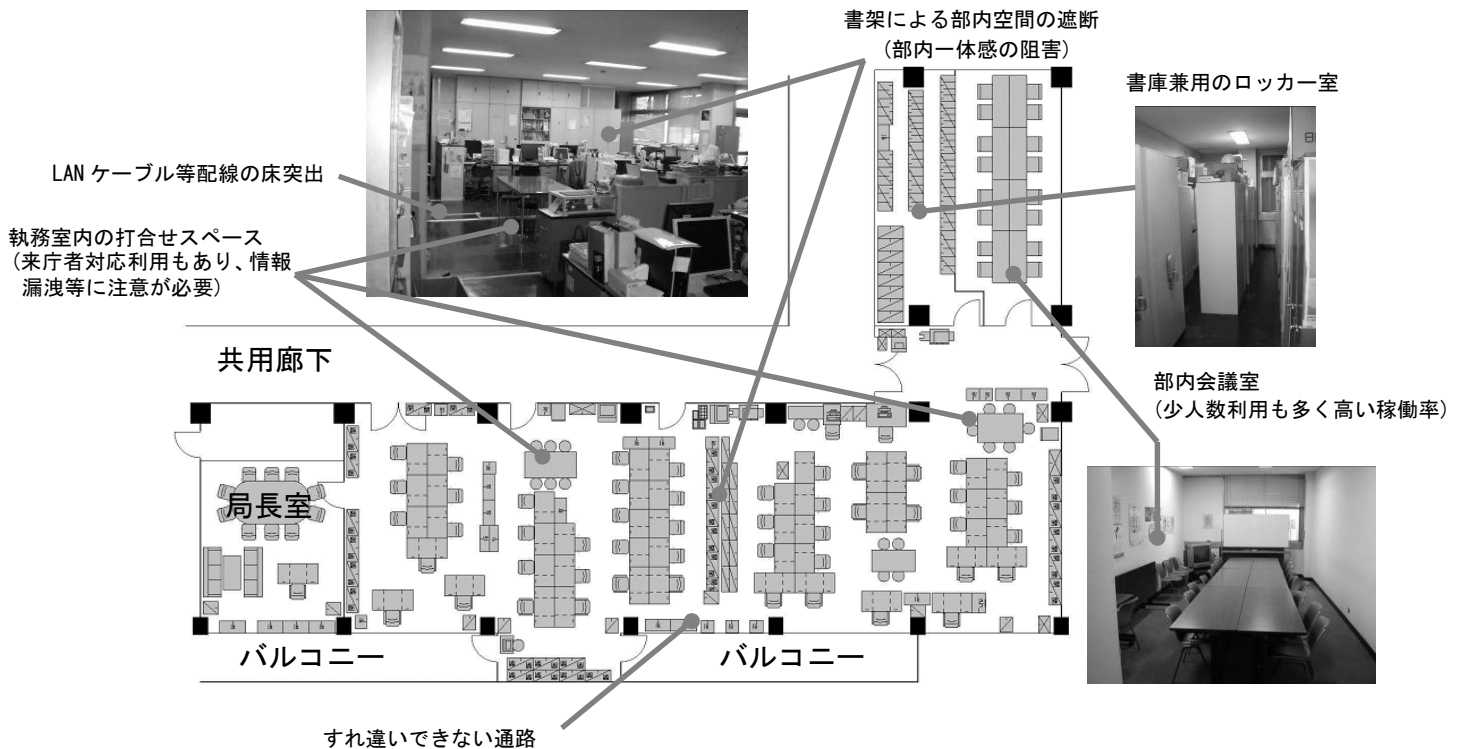 書架による部内空間の遮断
(部内一体感の阻害)
書庫兼用のロッカー室
LAN ケーブル等配線の床突出
執務室内の打合せスペース
(来庁者対応利用もあり、情報
漏洩等に注意が必要)
共用廊下
部内会議室
(少人数利用も多く高い稼働率)
局長室
バルコニー
バルコニー
すれ違いできない通路